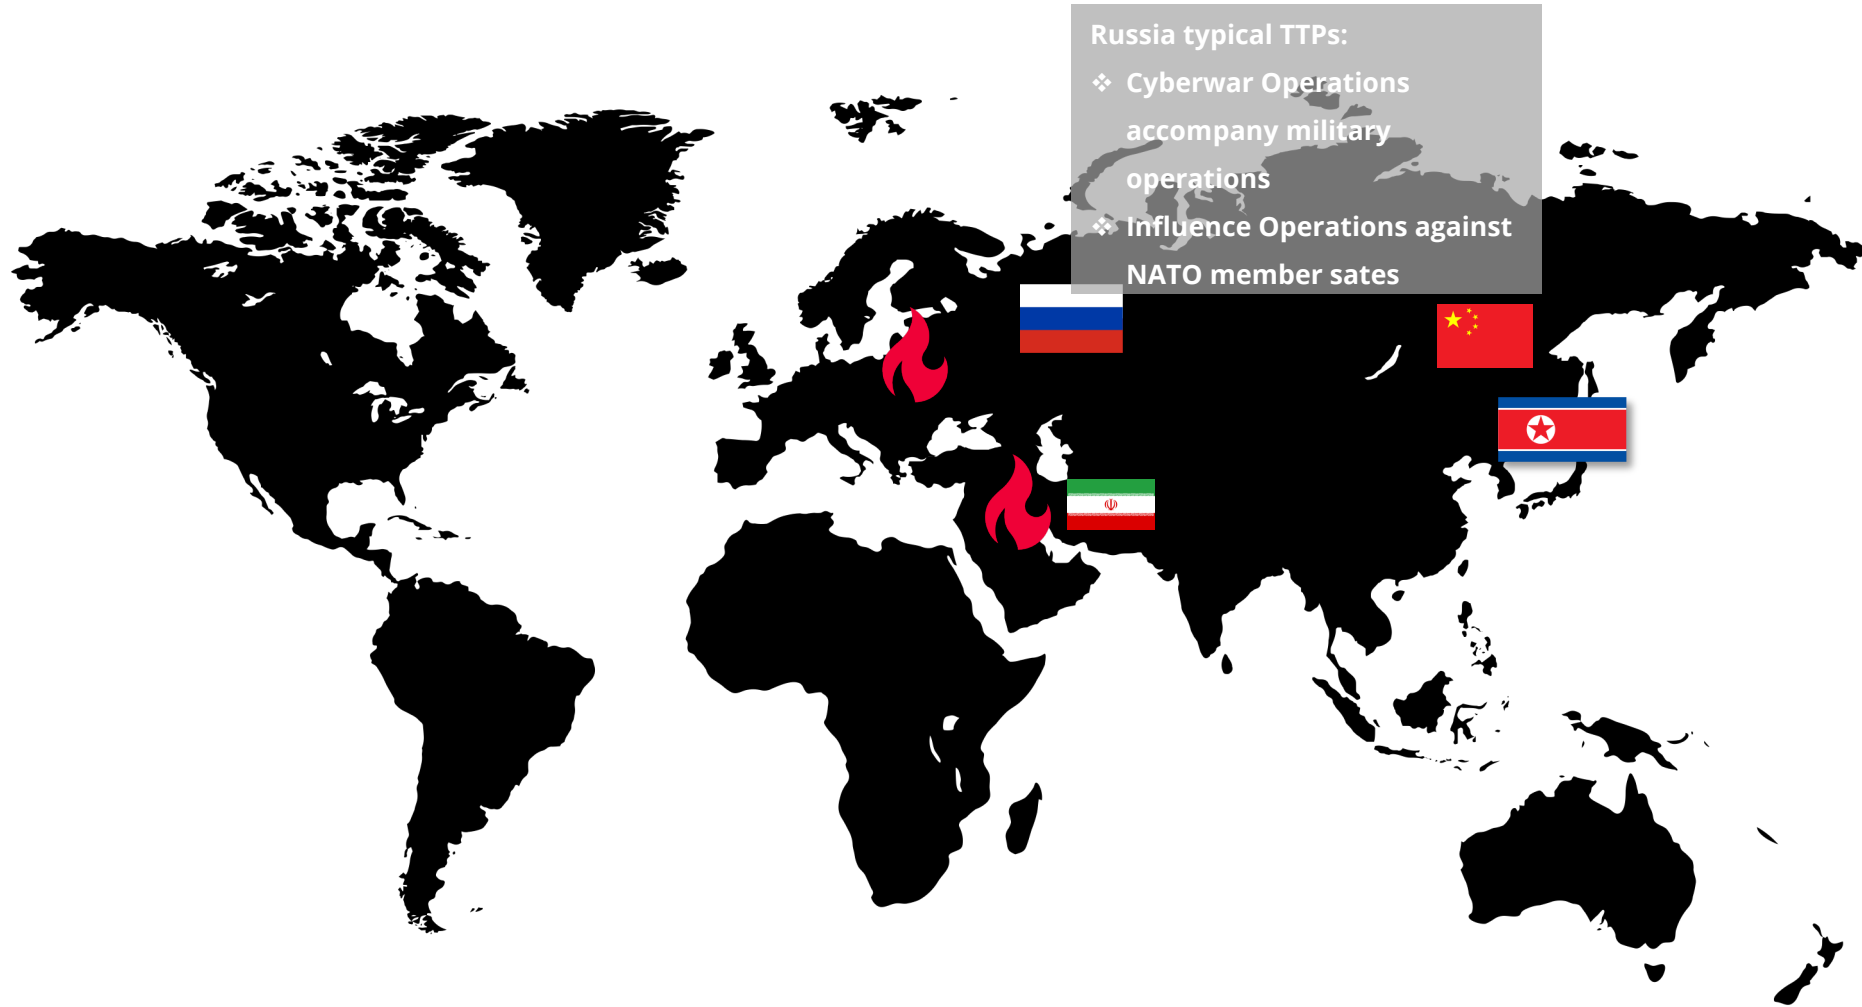 Russia typical TTPs:
❖ Cyberwar Operations
accompany military
operations
❖ Influence Operations against
NATO member sates